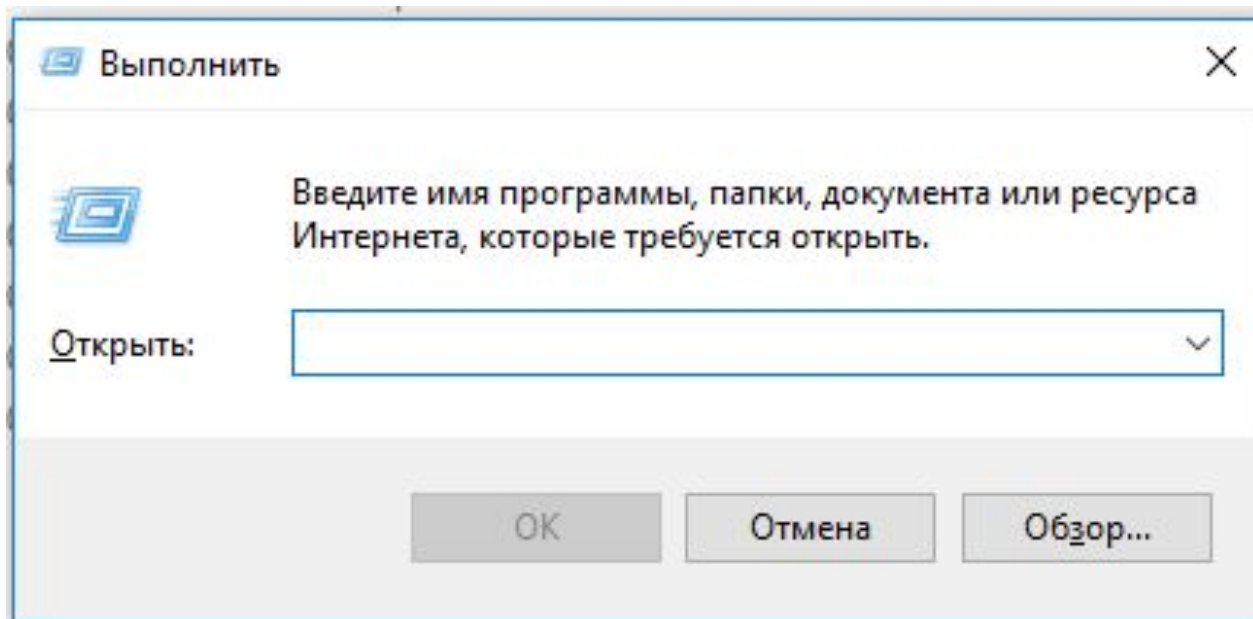 Выполнить
Введите имя программы, папки, документа или ресурса
Интернета, которые требуется открыть.
Открыть:
OK
Отмена
Обзор...